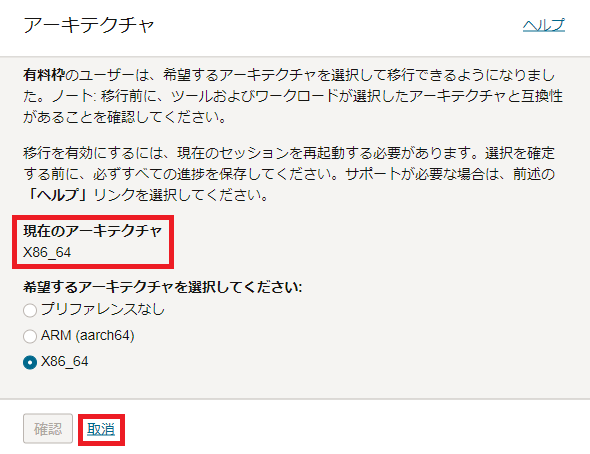 アーキテクチャ
ヘルプ
有料枠のユーザーは、希望するアーキテクチャを選択して移行できるようになりまし
た。ノート: 移行前に、ツールおよびワークロードが選択したアーキテクチャと互換性
があることを確認してください。
移行を有効にするには、現在のセッションを再起動する必要があります。選択を確定
する前に、必ずすべての進捗を保存してください。サポートが必要な場合は、前述の
「ヘルプ」リンクを選択してください。
現在のアーキテクチャ
X86_64
希望するアーキテクチャを選択してください:
プリファレンスなし
ARM (aarch64)
X86_64
確認
取消